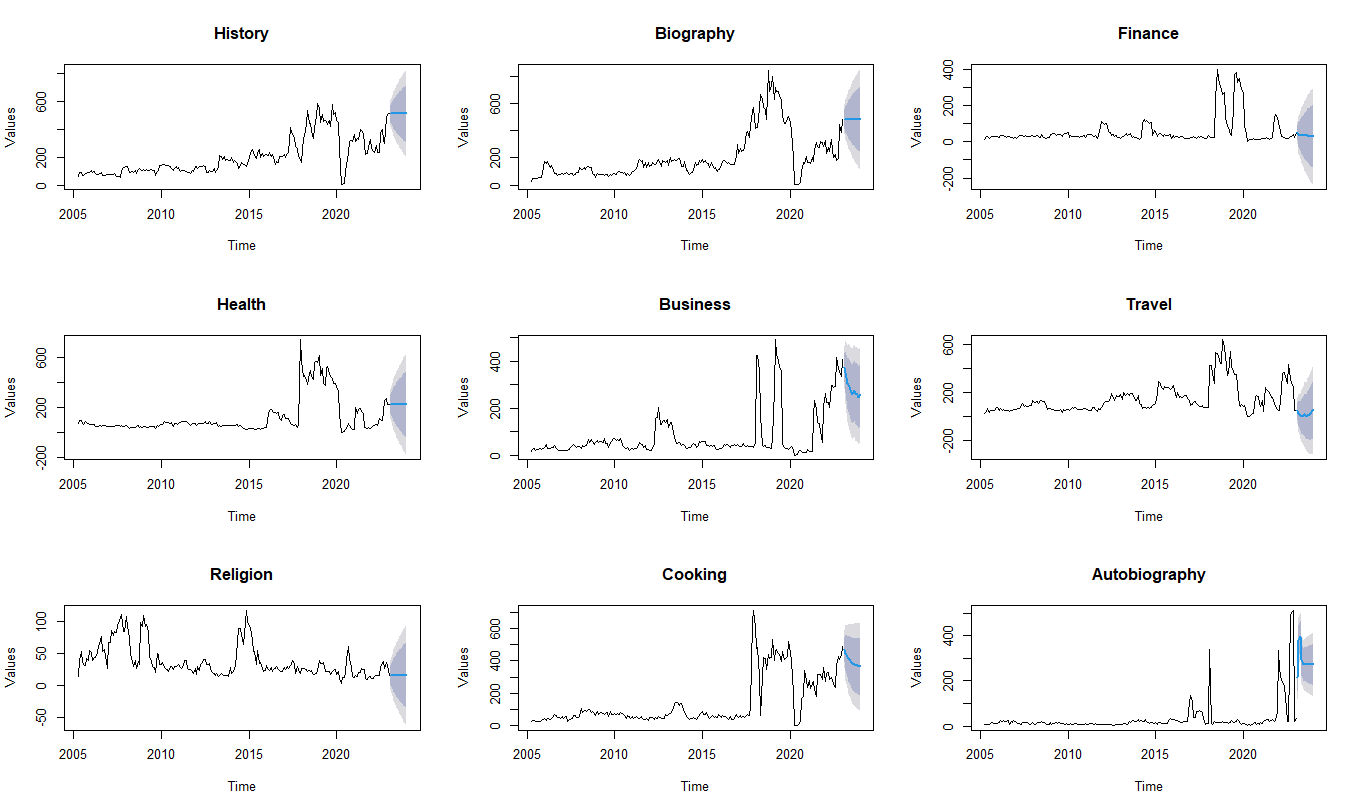 History
Values
0 200 600
2005 2010 2015 2020
Time
Biography
Values
0 200 600
2005 2010 2015 2020
Time
Finance
Values
-200 0 200 400
2005 2010 2015 2020
Time
Health
Values
-200 200 600
2005 2010 2015 2020
Time
Business
Values
0 200 400
2005 2010 2015 2020
Time
Travel
Values
-200 200 600
2005 2010 2015 2020
Time
Religion
Values
-50 0 50 100
2005 2010 2015 2020
Time
Cooking
Values
0 200 400 600
2005 2010 2015 2020
Time
Autobiography
Values
0 200 400
2005 2010 2015 2020
Time